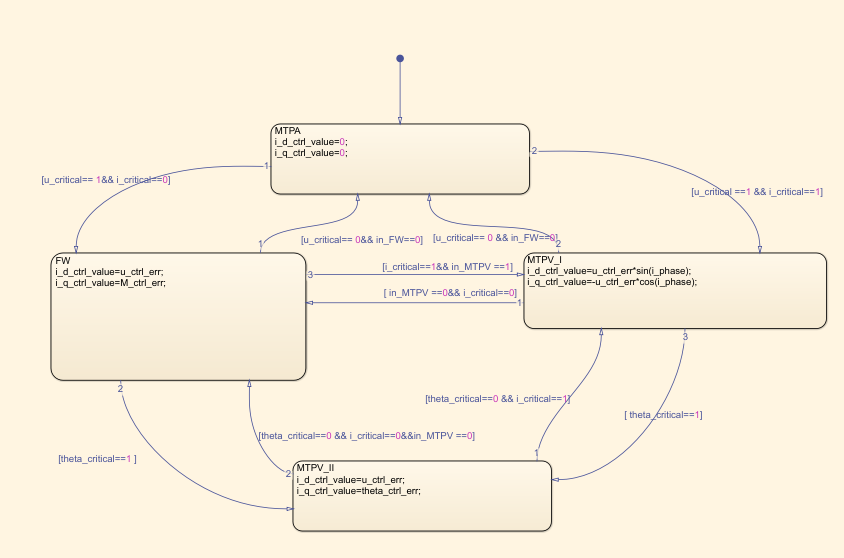 MTPA
i_d_ctrl_value=0;
i_q_ctrl_value=0;
1
2
[u_critical== 1&& i_critical==0]
[u_critical ==1 && i_critical==1]
1
[u_critical== 0&& in_FW==0]
[u_critical== 0 && in_FW==0]
2
FW
i_d_ctrl_value=u_ctrl_err;
i_q_ctrl_value=M_ctrl_err;
3
[i_critical==1&& in_MTPV ==1]
[ in_MTPV ==0&& i_critical==0]
1
MTPV_I
i_d_ctrl_value=u_ctrl_err*sin(i_phase);
i_q_ctrl_value=-u_ctrl_err*cos(i_phase);
3
2
[theta_critical==0 && i_critical==1]
[ theta_critical==1]
[theta_critical==0 && i_critical==0&&in_MTPV ==0]
[theta_critical==1 ]
1
2
MTPV_II
i_d_ctrl_value=u_ctrl_err;
i_q_ctrl_value=theta_ctrl_err;